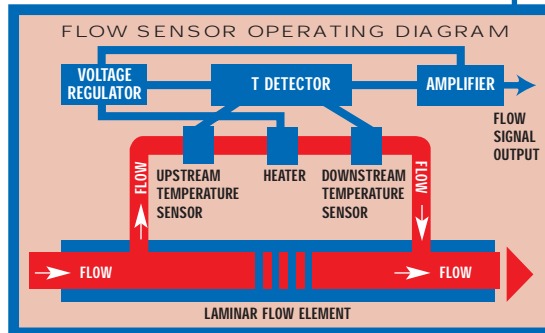 FLOW SENSOR OPERATING DIAGRAM
VOLTAGE
REGULATOR
T DETECTOR
AMPLIFIER
FLOW
SIGNAL
OUTPUT
UPSTREAM
TEMPERATURE
SENSOR
HEATER
DOWNSTREAM
TEMPERATURE
SENSOR
FLOW
FLOW
FLOW
FLOW
LAMINAR FLOW ELEMENT